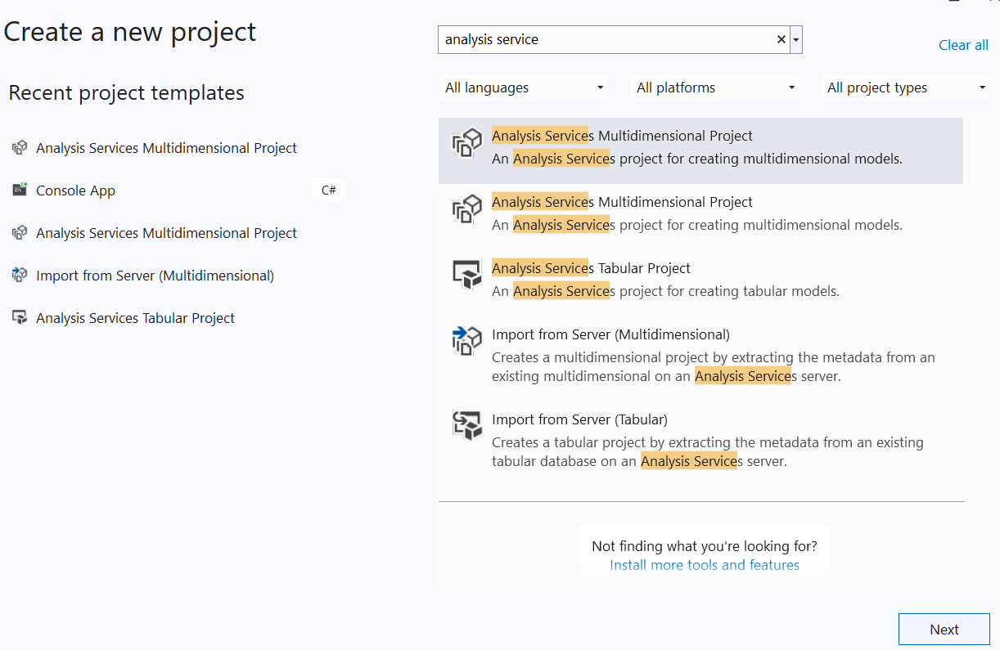 Create a new project
analysis service
Clear all
Recent project templates
All languages
All platforms
All project types
Analysis Services Multidimensional Project
Console App
C#
Analysis Services Multidimensional Project
Import from Server (Multidimensional)
Analysis Services Tabular Project
Analysis Services Multidimensional Project
An Analysis Services project for creating multidimensional models.
Analysis Services Multidimensional Project
An Analysis Services project for creating multidimensional models.
Analysis Services Tabular Project
An Analysis Services project for creating tabular models.
Import from Server (Multidimensional)
Creates a multidimensional project by extracting the metadata from an
existing multidimensional on an Analysis Services server.
Import from Server (Tabular)
Creates a tabular project by extracting the metadata from an existing
tabular database on an Analysis Services server.
Not finding what you're looking for?
Install more tools and features
Next